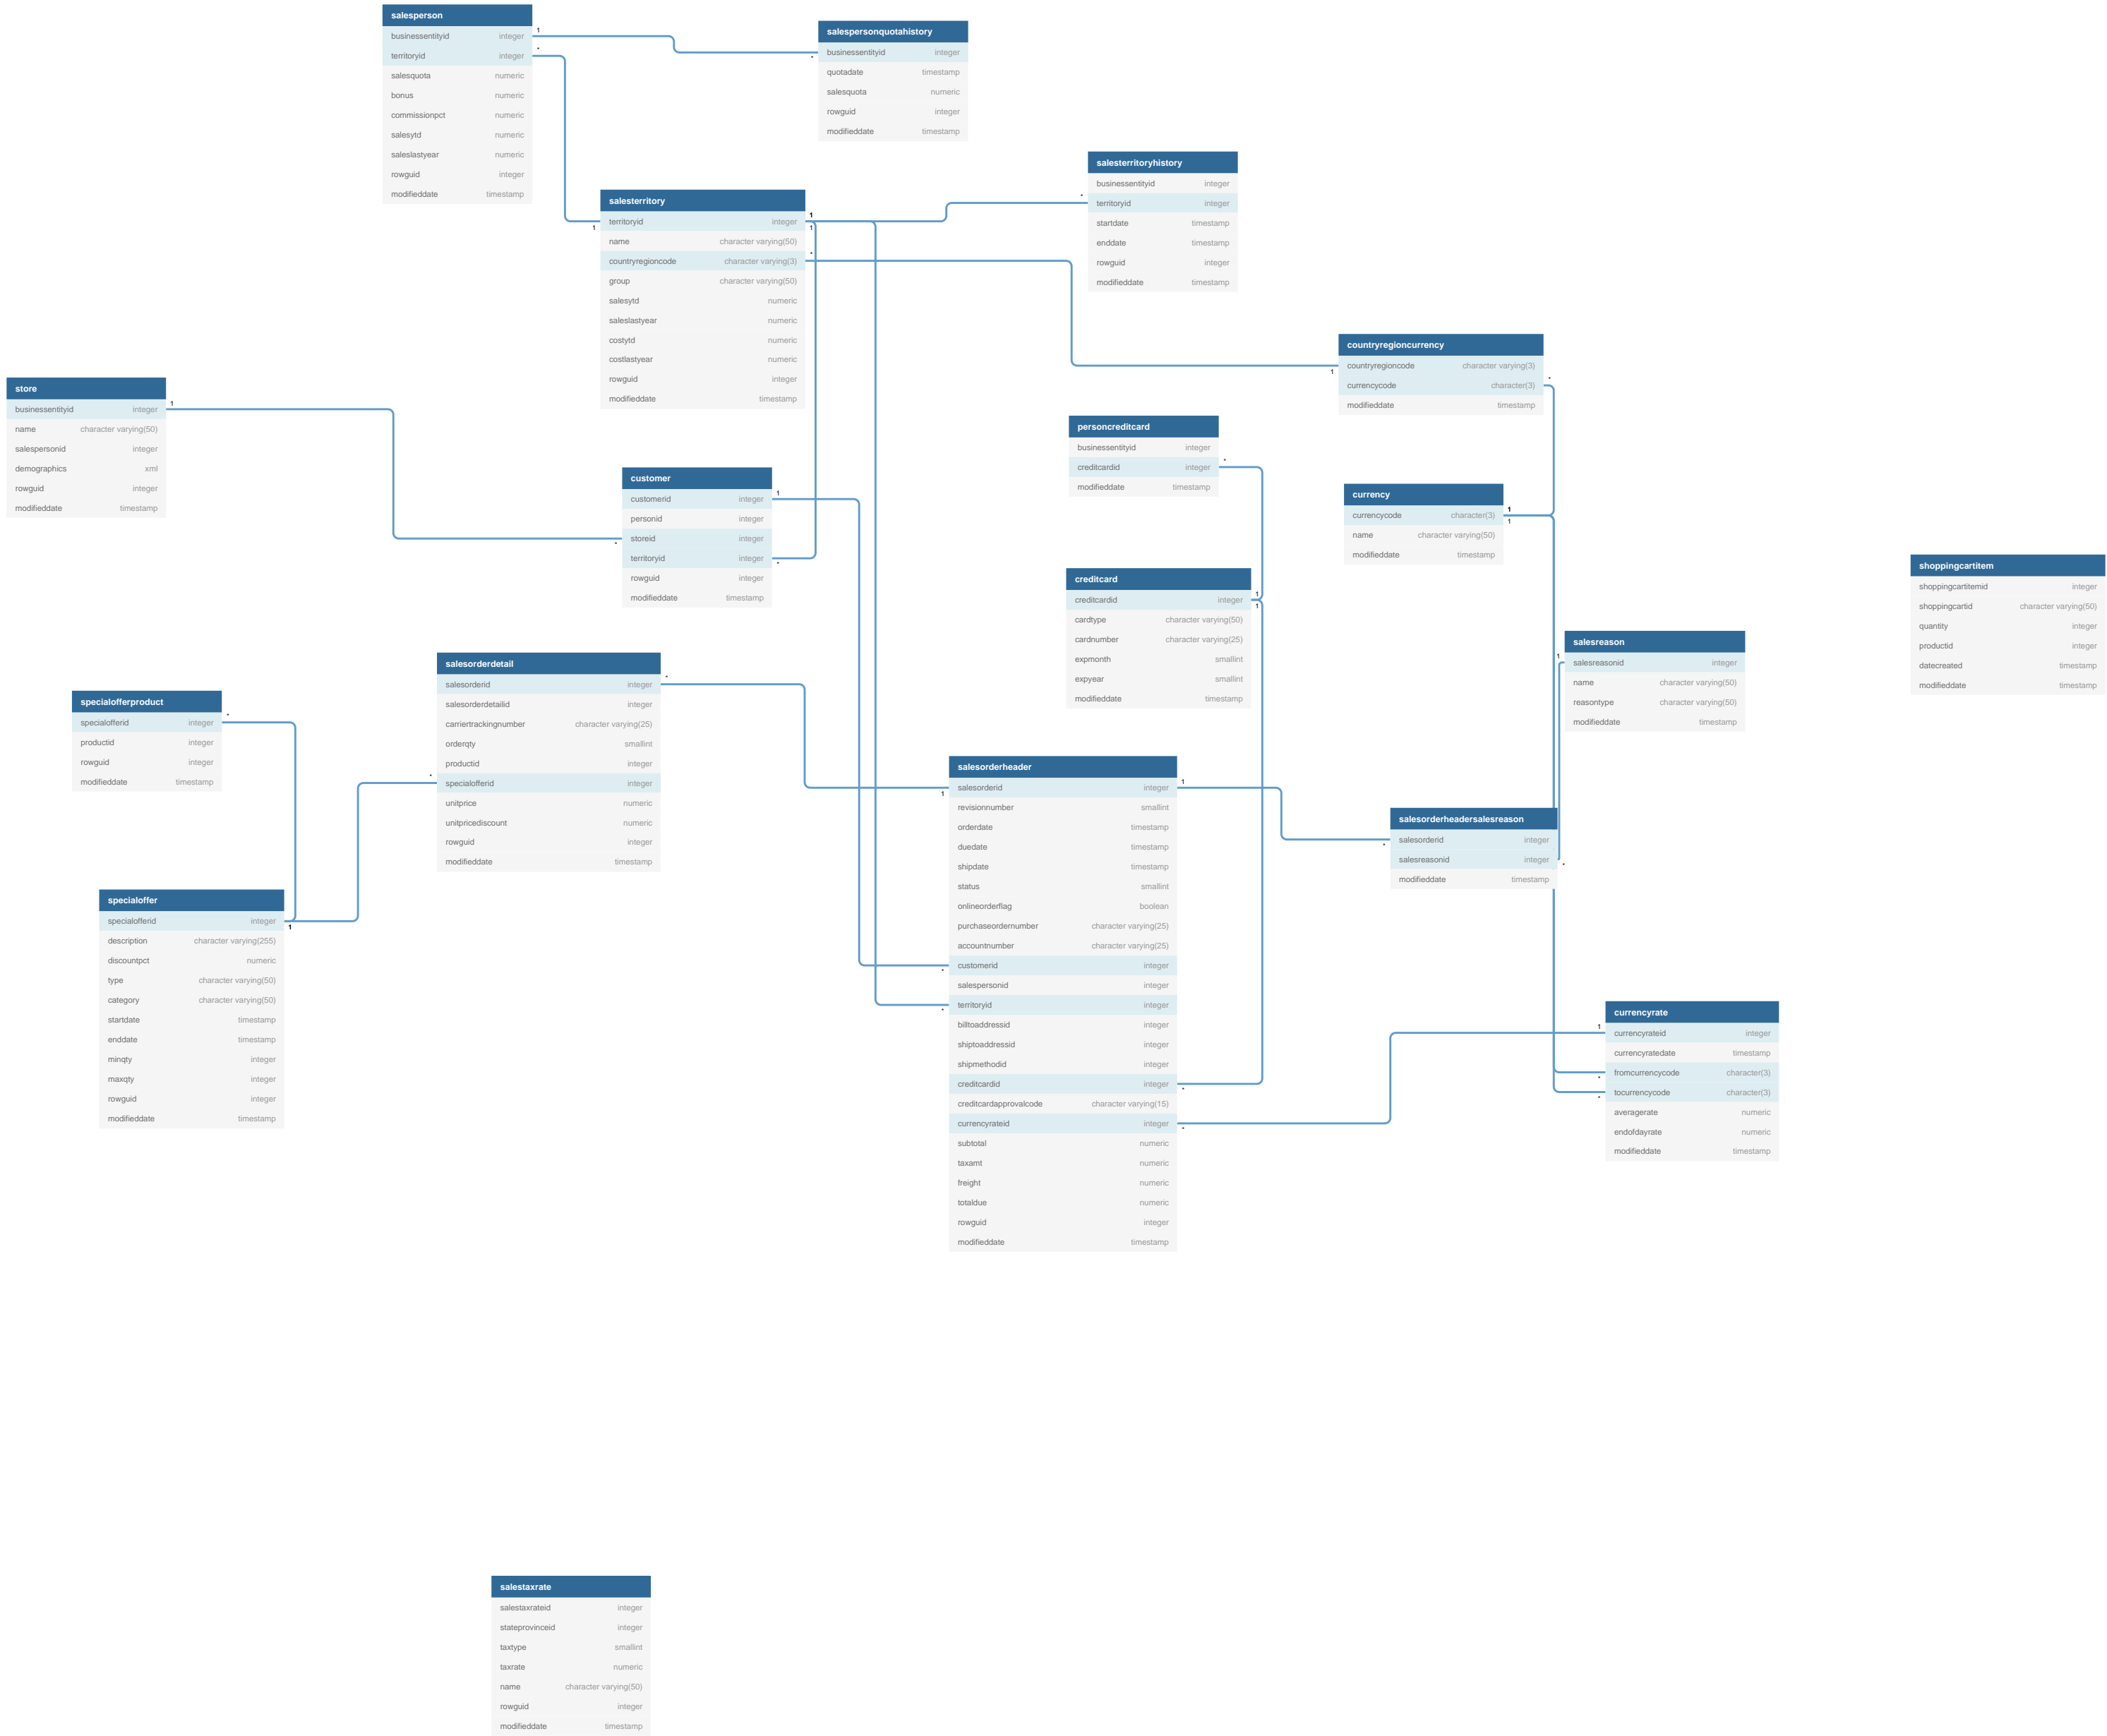 salesperson
businessentityid integer
territoryid integer
salesquota numeric
bonus numeric
commissionpct numeric
salesytd numeric
saleslastyear numeric
rowguid integer
modifieddate timestamp
1
*
salespersonquotahistory
businessentityid integer
quotadate timestamp
salesquota numeric
rowguid integer
modifieddate timestamp
*
salesterritoryhistory
businessentityid integer
territoryid integer
startdate timestamp
enddate timestamp
rowguid integer
modifieddate timestamp
*
salesterritory
territoryid integer
name character varying(50)
countryregioncode character varying(3)
group character varying(50)
salesytd numeric
saleslastyear numeric
costytd numeric
costlastyear numeric
rowguid integer
modifieddate timestamp
1
1
1
*
countryregioncurrency
countryregioncode character varying(3)
currencycode character(3)
modifieddate timestamp
1
*
store
businessentityid integer
name character varying(50)
salespersonid integer
demographics xml
rowguid integer
modifieddate timestamp
1
personcreditcard
businessentityid integer
creditcardid integer
modifieddate timestamp
*
customer
customerid integer
personid integer
storeid integer
territoryid integer
rowguid integer
modifieddate timestamp
1
*
*
currency
currencycode character(3)
name character varying(50)
modifieddate timestamp
1
1
shoppingcartitem
shoppingcartitemid integer
shoppingcartid character varying(50)
quantity integer
productid integer
datecreated timestamp
modifieddate timestamp
creditcard
creditcardid integer
cardtype character varying(50)
cardnumber character varying(25)
expmonth smallint
expyear smallint
modifieddate timestamp
1
1
salesreason
salesreasonid integer
name character varying(50)
reasontype character varying(50)
modifieddate timestamp
1
salesorderdetail
salesorderid integer
salesorderdetailid integer
carriertrackingnumber character varying(25)
orderqty smallint
productid integer
specialofferid integer
unitprice numeric
unitpricediscount numeric
rowguid integer
modifieddate timestamp
*
*
specialofferproduct
specialofferid integer
productid integer
rowguid integer
modifieddate timestamp
*
salesorderheader
salesorderid integer
revisionnumber smallint
orderdate timestamp
duedate timestamp
shipdate timestamp
status smallint
onlineorderflag boolean
purchaseordernumber character varying(25)
accountnumber character varying(25)
customerid integer
salespersonid integer
territoryid integer
billtoaddressid integer
shiptoaddressid integer
shipmethodid integer
creditcardid integer
creditcardapprovalcode character varying(15)
currencyrateid integer
subtotal numeric
taxamt numeric
freight numeric
totaldue numeric
rowguid integer
modifieddate timestamp
1
1
*
*
*
*
salesorderheadersalesreason
salesorderid integer
salesreasonid integer
modifieddate timestamp
*
*
specialoffer
specialofferid integer
description character varying(255)
discountpct numeric
type character varying(50)
category character varying(50)
startdate timestamp
enddate timestamp
minqty integer
maxqty integer
rowguid integer
modifieddate timestamp
1
currencyrate
currencyrateid integer
currencyratedate timestamp
fromcurrencycode character(3)
tocurrencycode character(3)
averagerate numeric
endofdayrate numeric
modifieddate timestamp
1
*
*
salestaxrate
salestaxrateid integer
stateprovinceid integer
taxtype smallint
taxrate numeric
name character varying(50)
rowguid integer
modifieddate timestamp